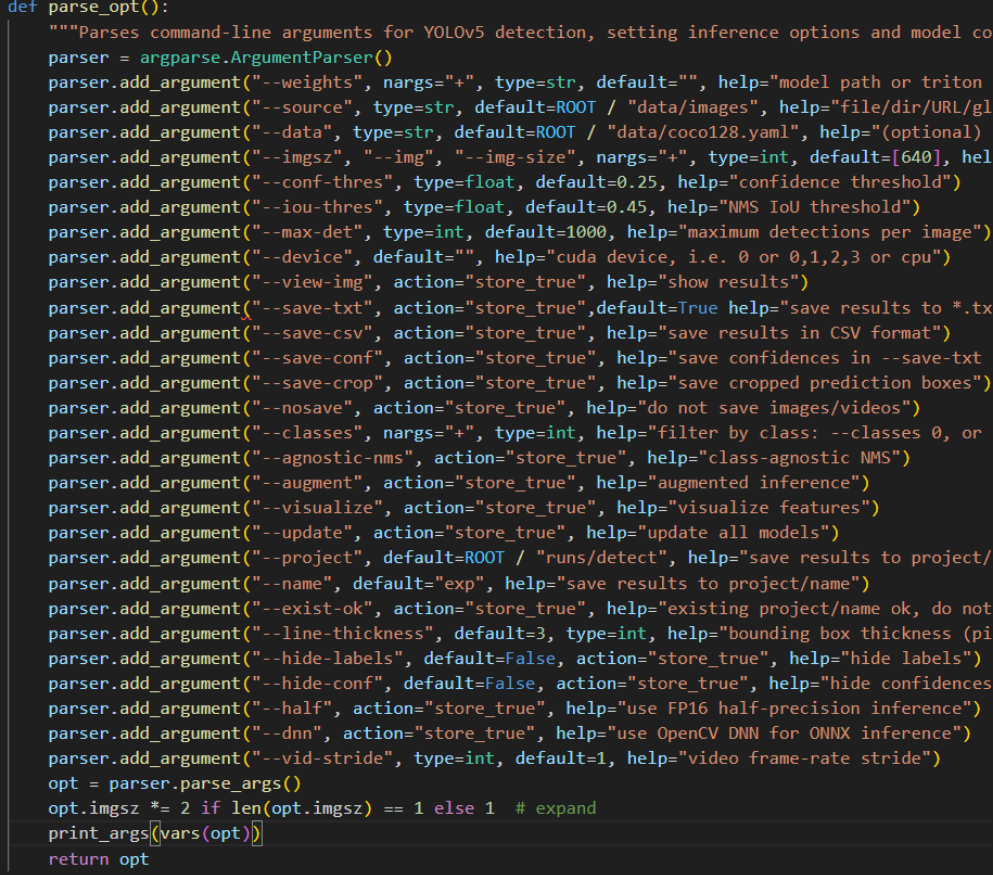 def parse_opt():
    """Parses command-line arguments for YOLOv5 detection, setting inference options and model co
    parser = argparse.ArgumentParser()
    parser.add_argument("--weights", nargs="+", type=str, default="", help="model path or triton
    parser.add_argument("--source", type=str, default=ROOT / "data/images", help="file/dir/URL/gl
    parser.add_argument("--data", type=str, default=ROOT / "data/coco128.yaml", help="(optional)
    parser.add_argument("--imgsz", "--img", "--img-size", nargs="+", type=int, default=[640], hel
    parser.add_argument("--conf-thres", type=float, default=0.25, help="confidence threshold")
    parser.add_argument("--iou-thres", type=float, default=0.45, help="NMS IoU threshold")
    parser.add_argument("--max-det", type=int, default=1000, help="maximum detections per image")
    parser.add_argument("--device", default="", help="cuda device, i.e. 0 or 0,1,2,3 or cpu")
    parser.add_argument("--view-img", action="store_true", help="show results")
    parser.add_argument("--save-txt", action="store_true",default=True help="save results to *.tx
    parser.add_argument("--save-csv", action="store_true", help="save results in CSV format")
    parser.add_argument("--save-conf", action="store_true", help="save confidences in --save-txt
    parser.add_argument("--save-crop", action="store_true", help="save cropped prediction boxes")
    parser.add_argument("--nosave", action="store_true", help="do not save images/videos")
    parser.add_argument("--classes", nargs="+", type=int, help="filter by class: --classes 0, or
    parser.add_argument("--agnostic-nms", action="store_true", help="class-agnostic NMS")
    parser.add_argument("--augment", action="store_true", help="augmented inference")
    parser.add_argument("--visualize", action="store_true", help="visualize features")
    parser.add_argument("--update", action="store_true", help="update all models")
    parser.add_argument("--project", default=ROOT / "runs/detect", help="save results to project/
    parser.add_argument("--name", default="exp", help="save results to project/name")
    parser.add_argument("--exist-ok", action="store_true", help="existing project/name ok, do not
    parser.add_argument("--line-thickness", default=3, type=int, help="bounding box thickness (pi
    parser.add_argument("--hide-labels", default=False, action="store_true", help="hide labels")
    parser.add_argument("--hide-conf", default=False, action="store_true", help="hide confidences
    parser.add_argument("--half", action="store_true", help="use FP16 half-precision inference")
    parser.add_argument("--dnn", action="store_true", help="use OpenCV DNN for ONNX inference")
    parser.add_argument("--vid-stride", type=int, default=1, help="video frame-rate stride")
    opt = parser.parse_args()
    opt.imgsz *= 2 if len(opt.imgsz) == 1 else 1  # expand
    print_args(vars(opt))
    return opt